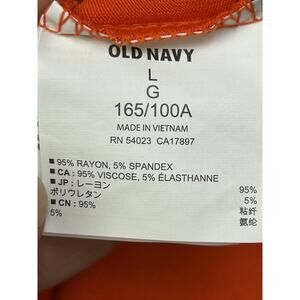 OLD NAVY
L
G
165/100A
MADE IN VIETNAM
RN 54023 CA17897
■ 95% RAYON, 5% SPANDEX
■ CA : 95% VISCOSE, 5% ÉLASTHANNE
■ JP : レーヨン 95%
ポリウレタン 5%
■ CN : 95% 粘纤
5% 氨纶